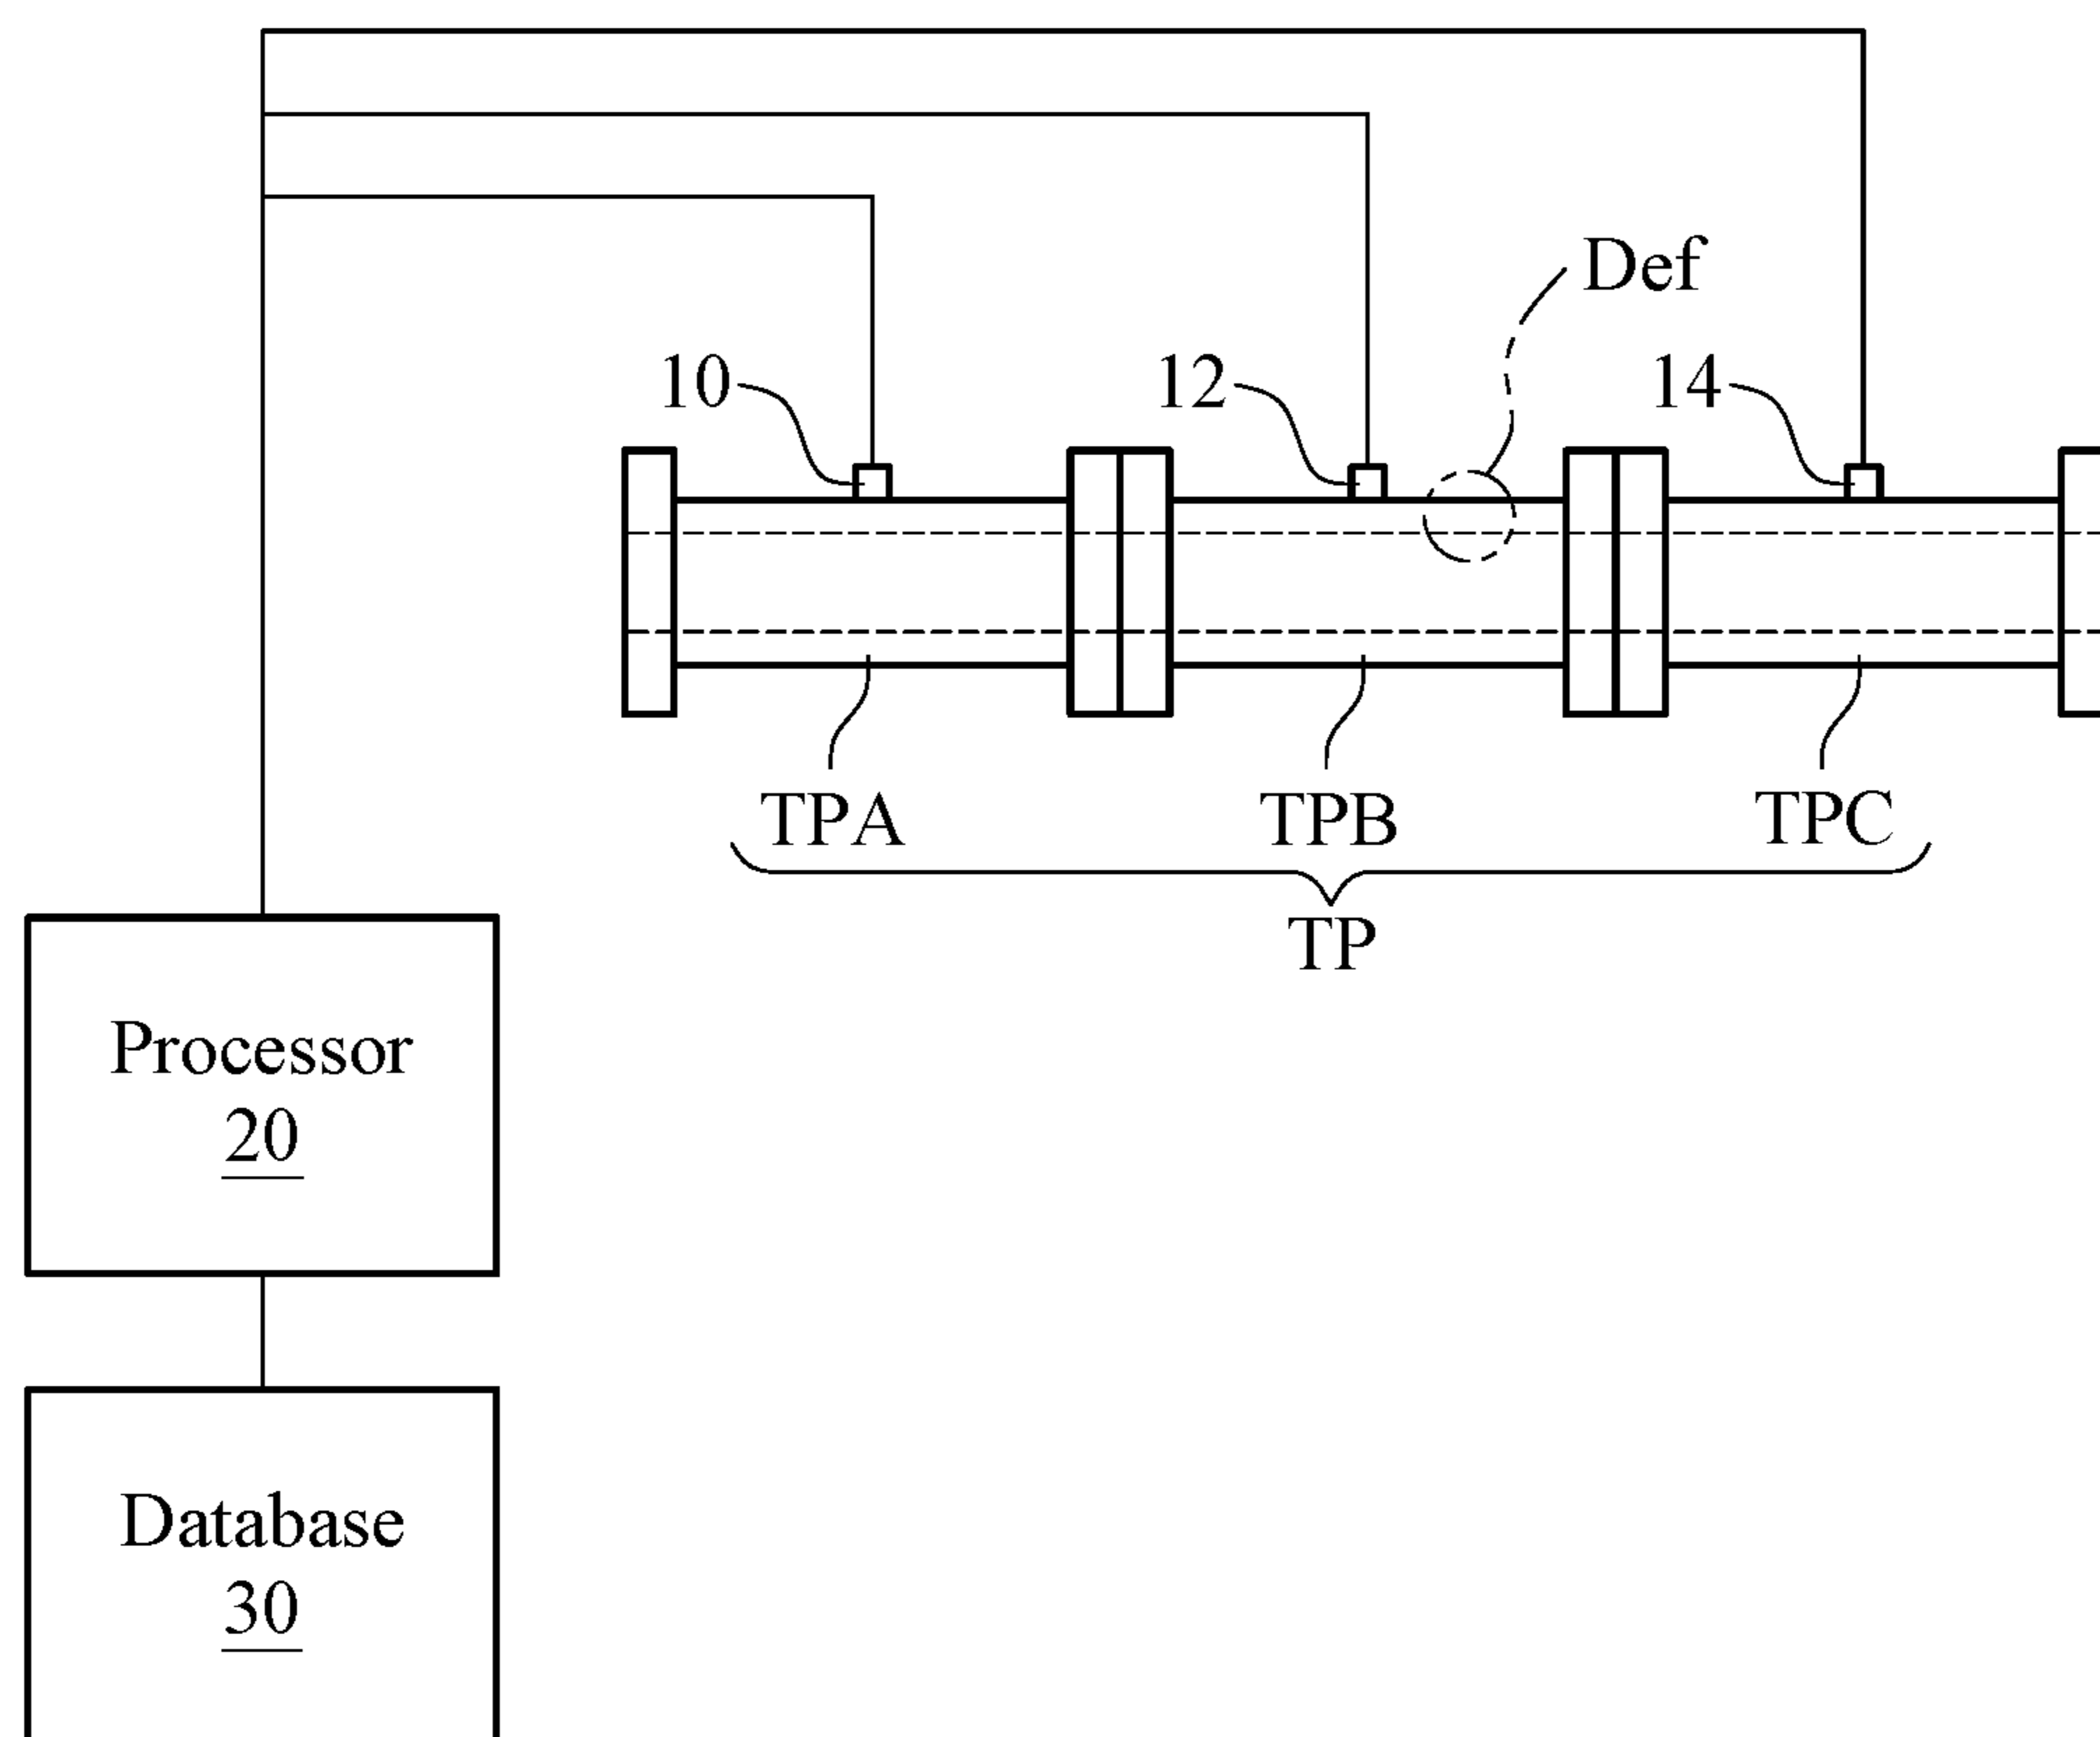 Def
10
12
14
TPA
TPB
TPC
TP
Processor
20
Database
30